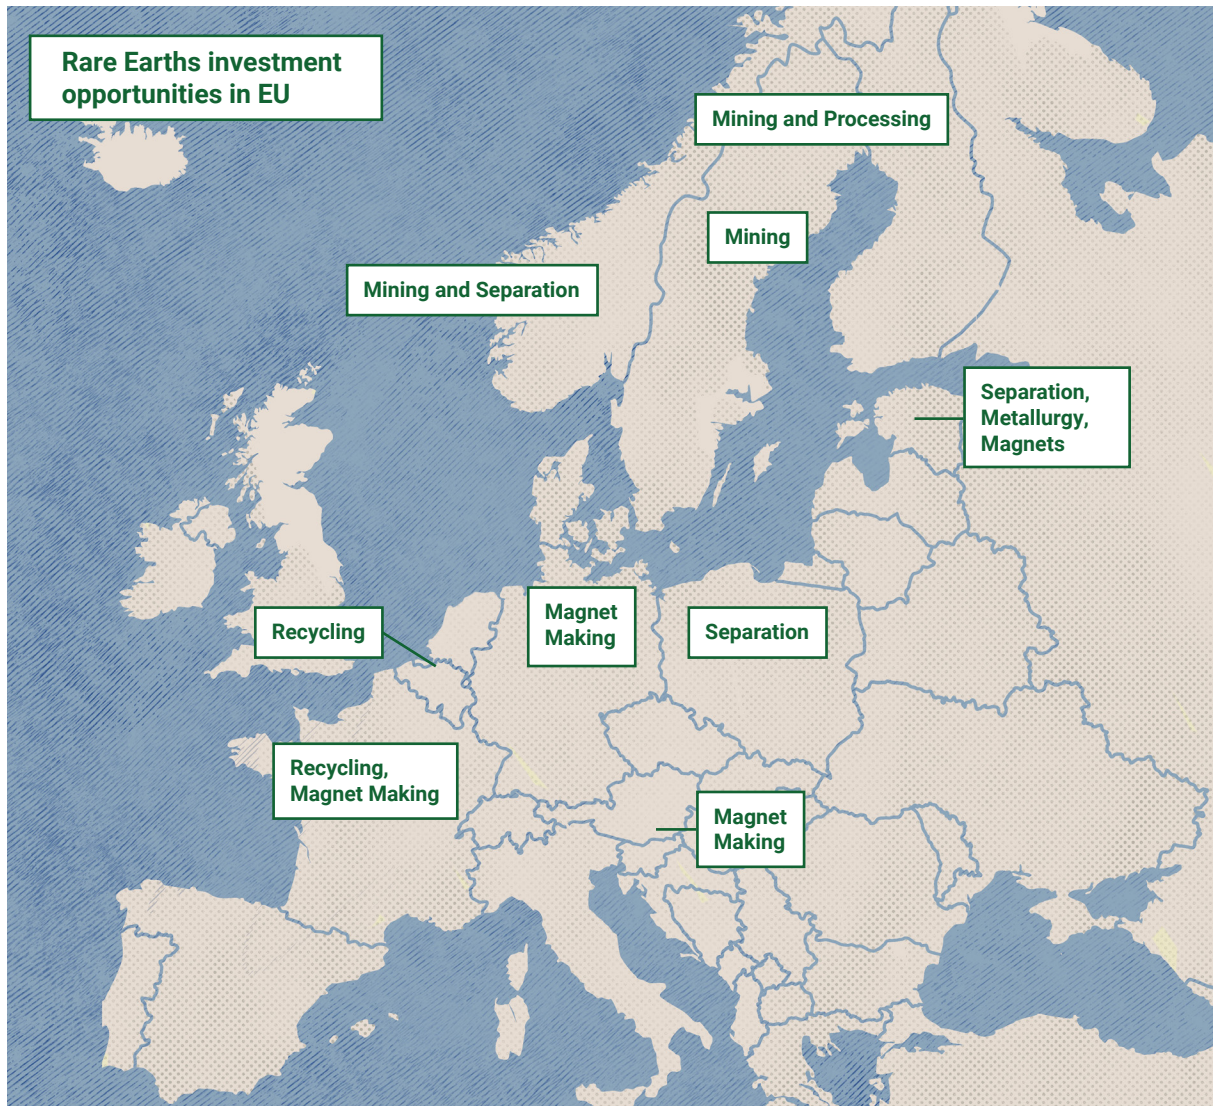 Rare Earths investment
opportunities in EU
Mining and Processing
Mining
Mining and Separation
Separation,
Metallurgy,
Magnets
Magnet
Making
Separation
Recycling
Recycling,
Magnet Making
Magnet
Making